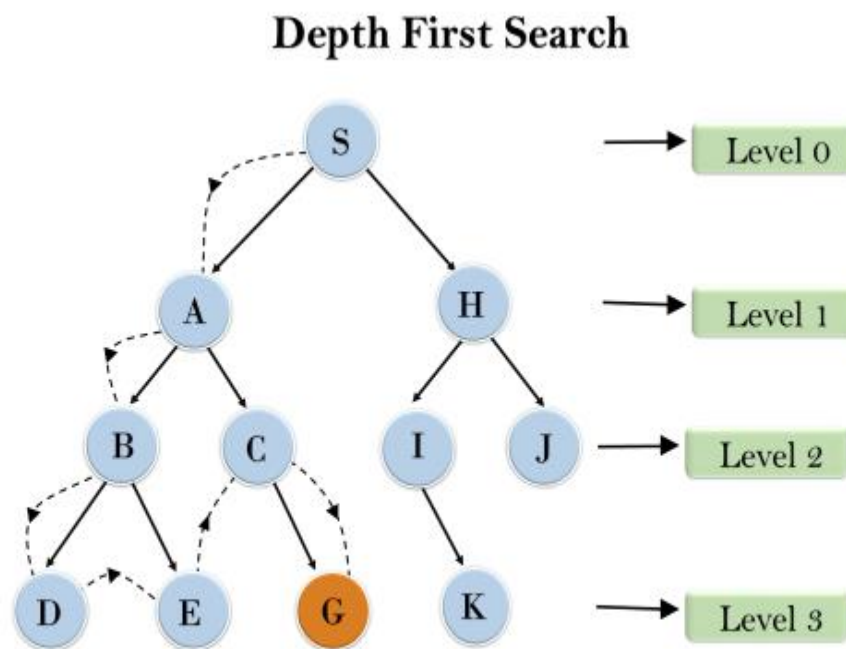 Depth First Search
S
Level 0
A
H
Level 1
B
C
I
J
Level 2
D
E
G
K
Level 3